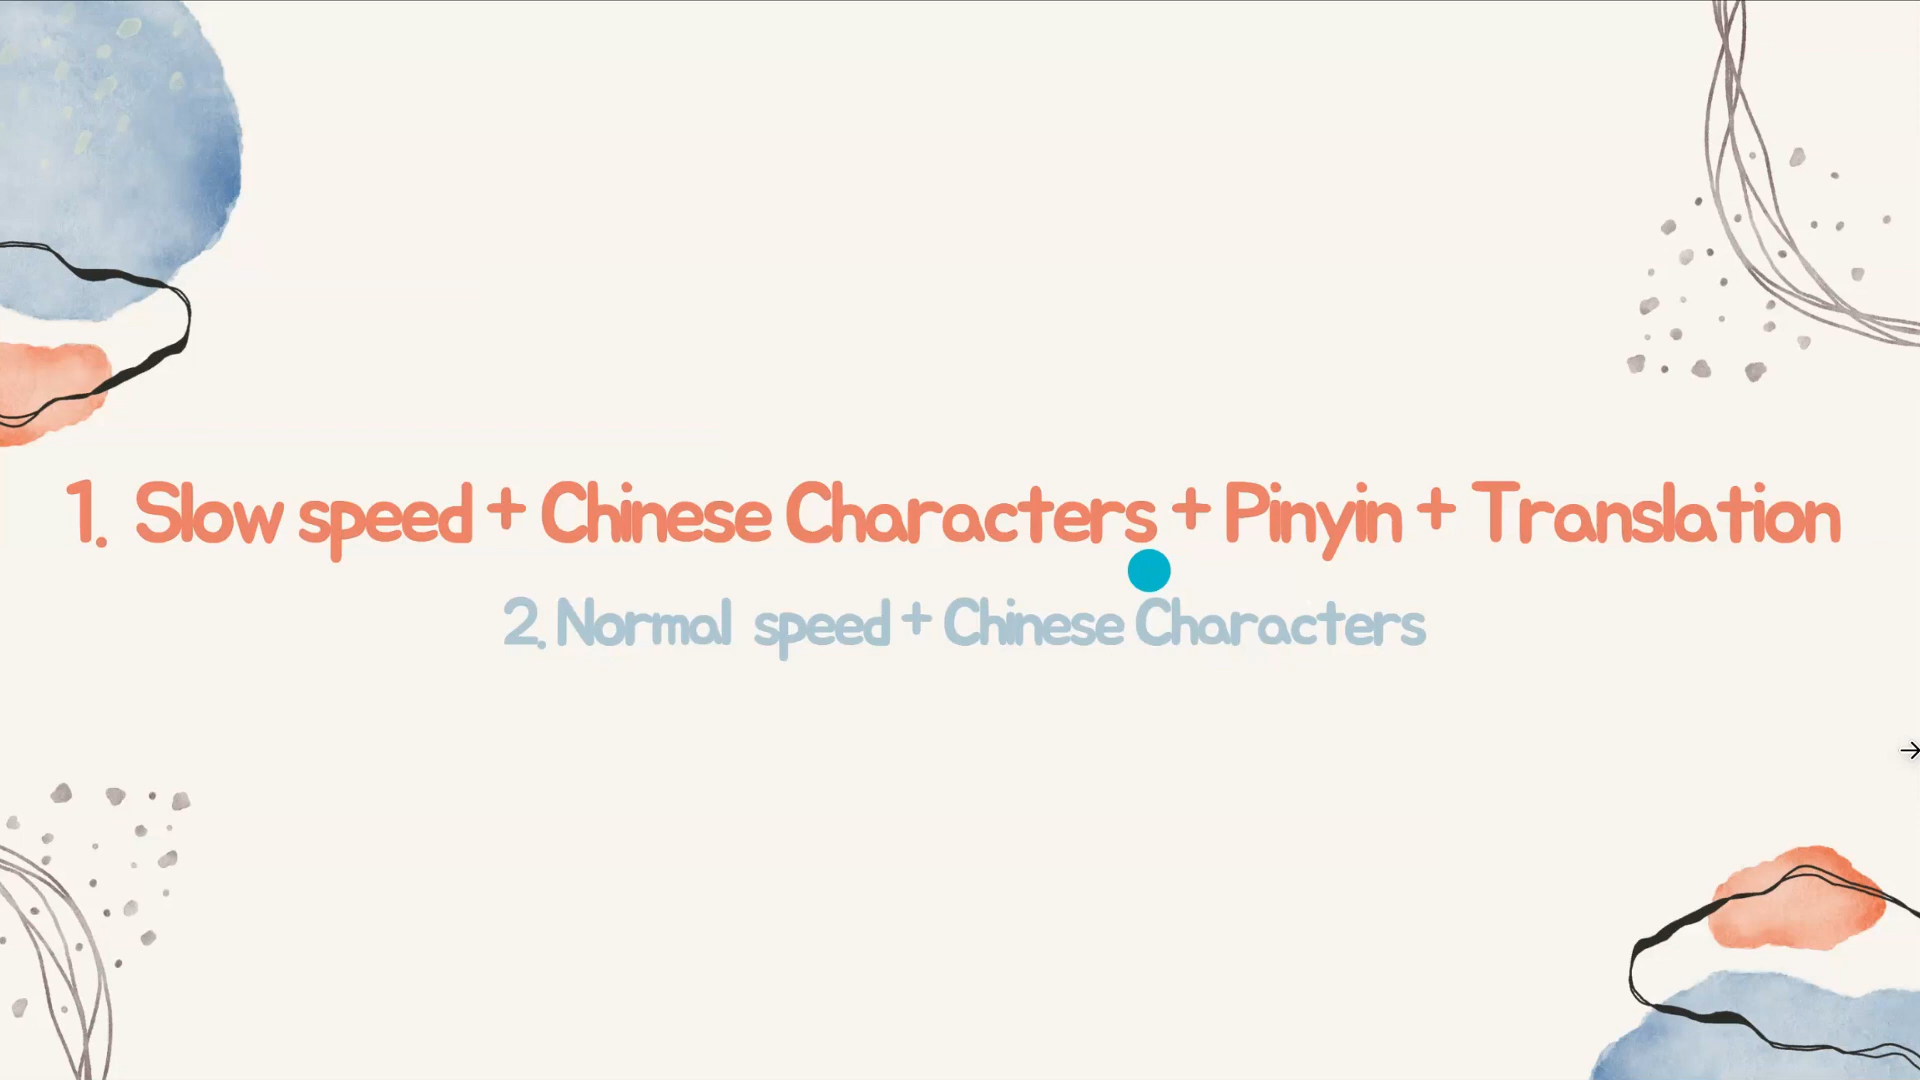 1. Slow speed + Chinese Characters + Pinyin + Translation
2. Normal speed + Chinese Characters